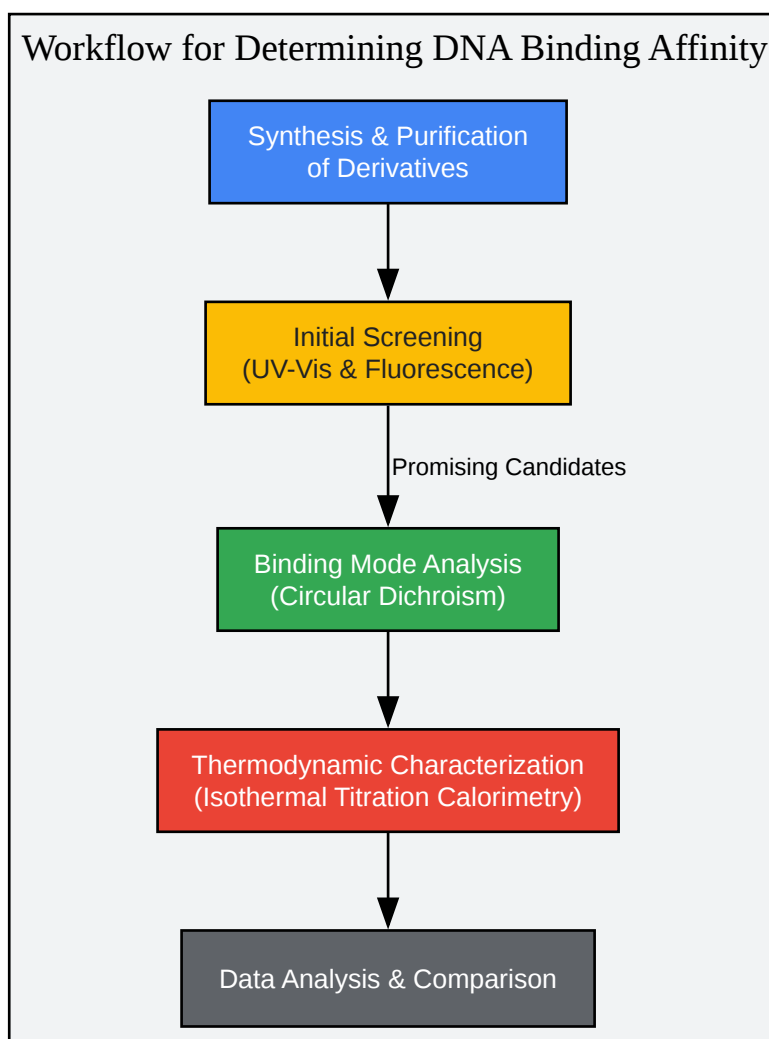 Workflow for Determining DNA Binding Affinity
Synthesis & Purification
of Derivatives
Initial Screening
(UV-Vis & Fluorescence)
Promising Candidates
Binding Mode Analysis
(Circular Dichroism)
Thermodynamic Characterization
(Isothermal Titration Calorimetry)
Data Analysis & Comparison